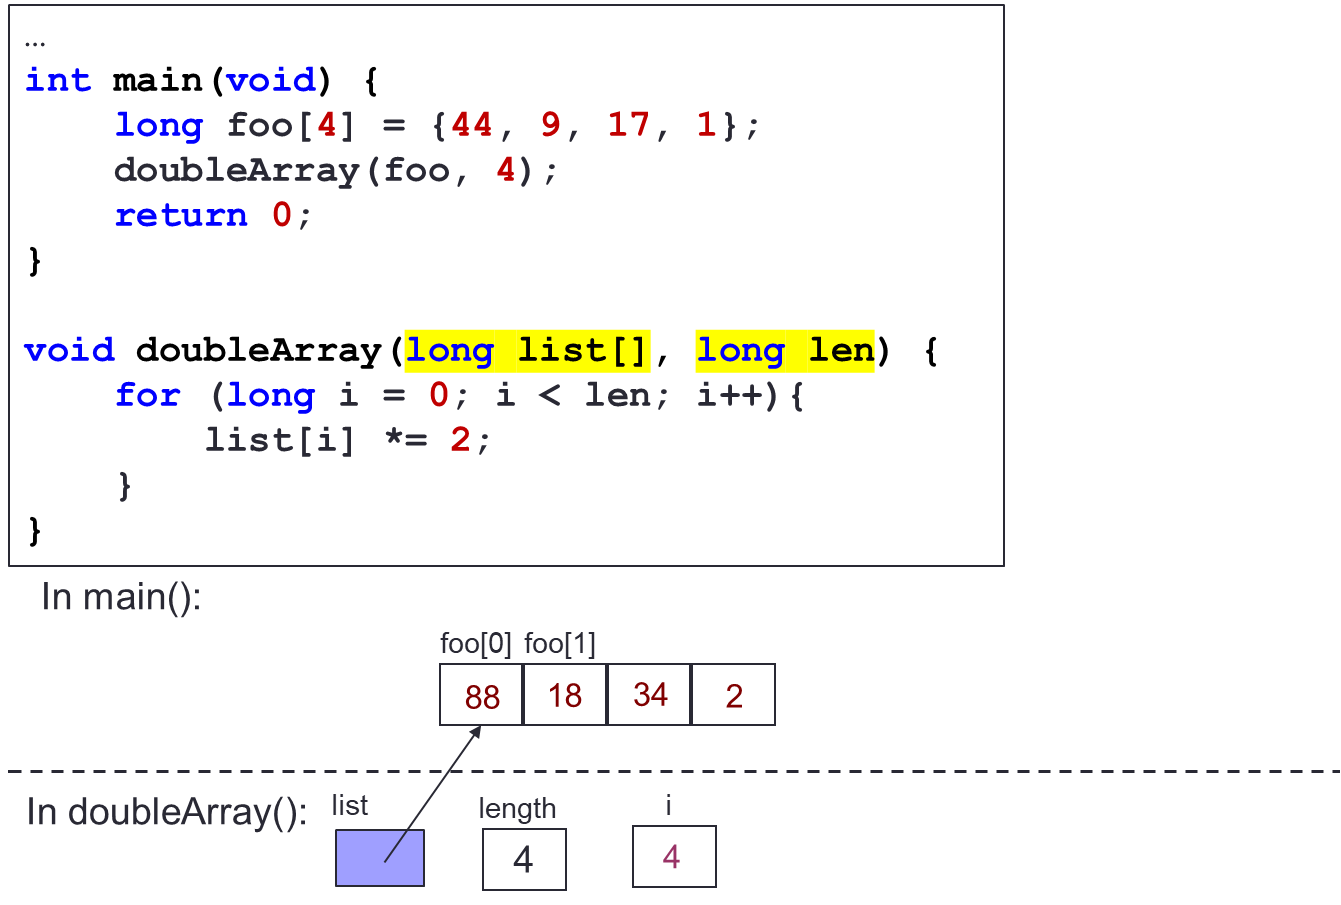 ...
int main(void) {
    long foo[4] = {44, 9, 17, 1};
    doubleArray(foo, 4);
    return 0;
}
void doubleArray(long list[], long len) {
    for (long i = 0; i < len; i++){
        list[i] *= 2;
    }
}
In main():
foo[0] foo[1]
88 18 34 2
In doubleArray(): list length i
4 4